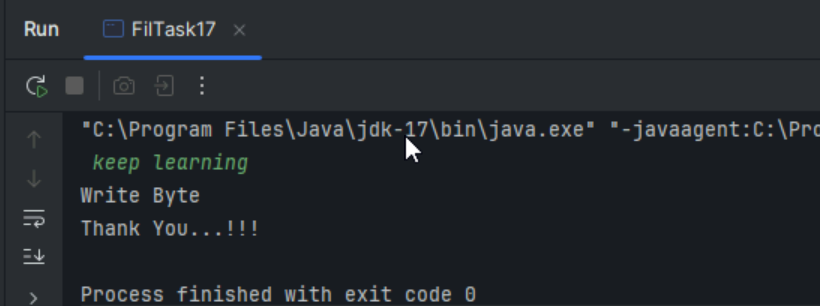 Run FilTask17
"C:\Program Files\Java\jdk-17\bin\java.exe" "-javaagent:C:\Pro
keep learning
Write Byte
Thank You...!!!
Process finished with exit code 0